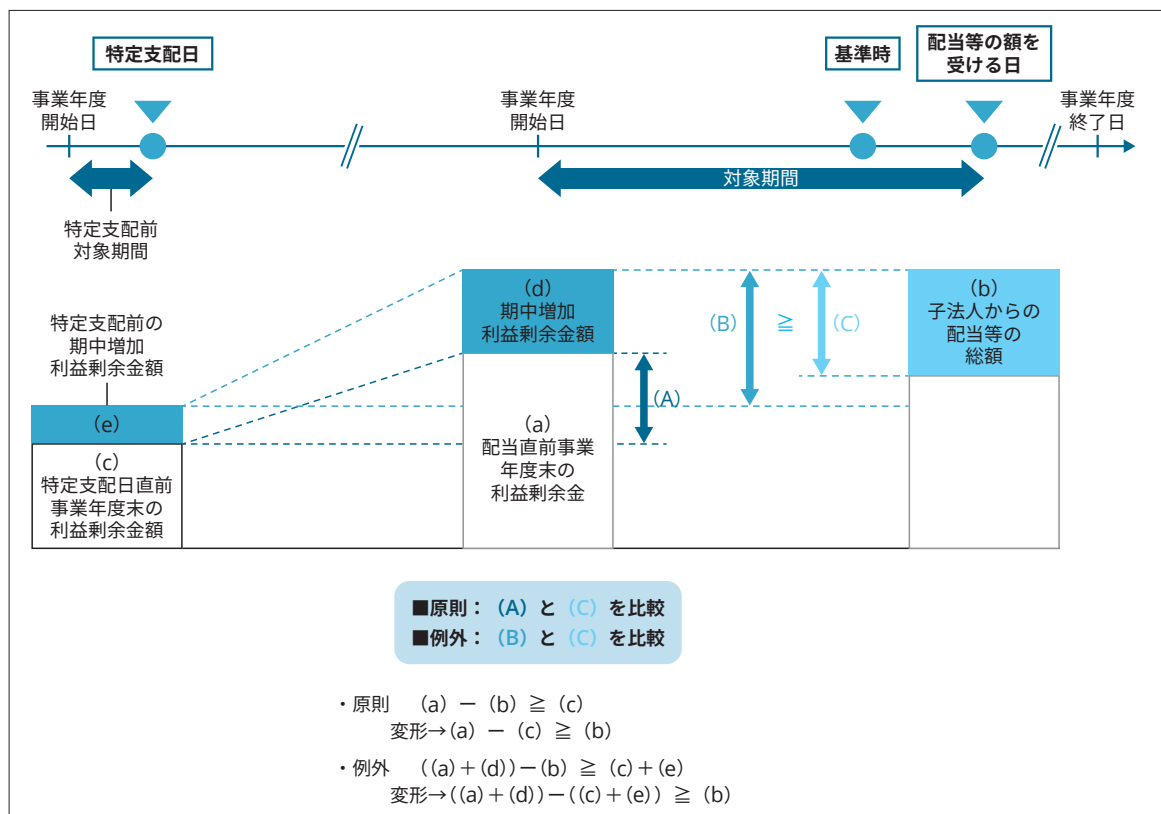 特定支配日
基準時
配当等の額を
受ける日
事業年度
開始日
事業年度
開始日
事業年度
終了日
対象期間
特定支配前
対象期間
特定支配前の
期中増加
利益剰余金額
(e)
(c)
特定支配日直前
事業年度末の
利益剰余金額
(d)
期中増加
利益剰余金額
(a)
配当直前事業
年度末の
利益剰余金
(A)
(B)
≧
(C)
(b)
子法人からの
配当等の
総額
■原則：（A）と（C）を比較
■例外：（B）と（C）を比較
・原則　(a) － (b) ≧ (c)
変形→(a) － (c) ≧ (b)
・例外　((a)＋(d))－(b) ≧ (c)＋(e)
変形→((a)＋(d))－((c)＋(e)) ≧ (b)